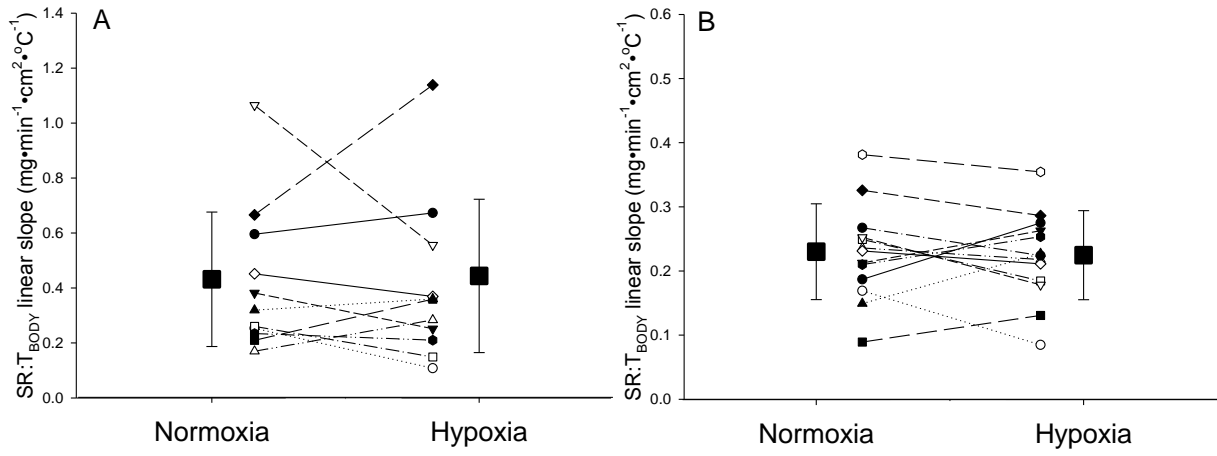 A
SR:T_BODY linear slope (mg•min⁻¹•cm²•ºC⁻¹)
1.4
1.2
1.0
0.8
0.6
0.4
0.2
0.0
Normoxia
Hypoxia
B
SR:T_BODY linear slope (mg•min⁻¹•cm²•ºC⁻¹)
0.6
0.5
0.4
0.3
0.2
0.1
0.0
Normoxia
Hypoxia